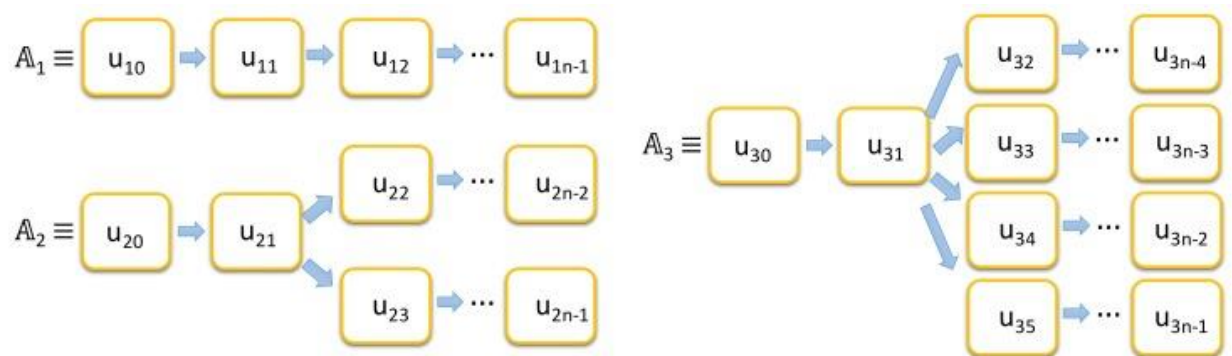 𝔸₁ ≡ u₁₀ u₁₁ u₁₂ ... u₁ₙ₋₁
𝔸₂ ≡ u₂₀ u₂₁
u₂₂ ... u₂ₙ₋₂
u₂₃ ... u₂ₙ₋₁
𝔸₃ ≡ u₃₀ u₃₁
u₃₂ ... u₃ₙ₋₄
u₃₃ ... u₃ₙ₋₃
u₃₄ ... u₃ₙ₋₂
u₃₅ ... u₃ₙ₋₁